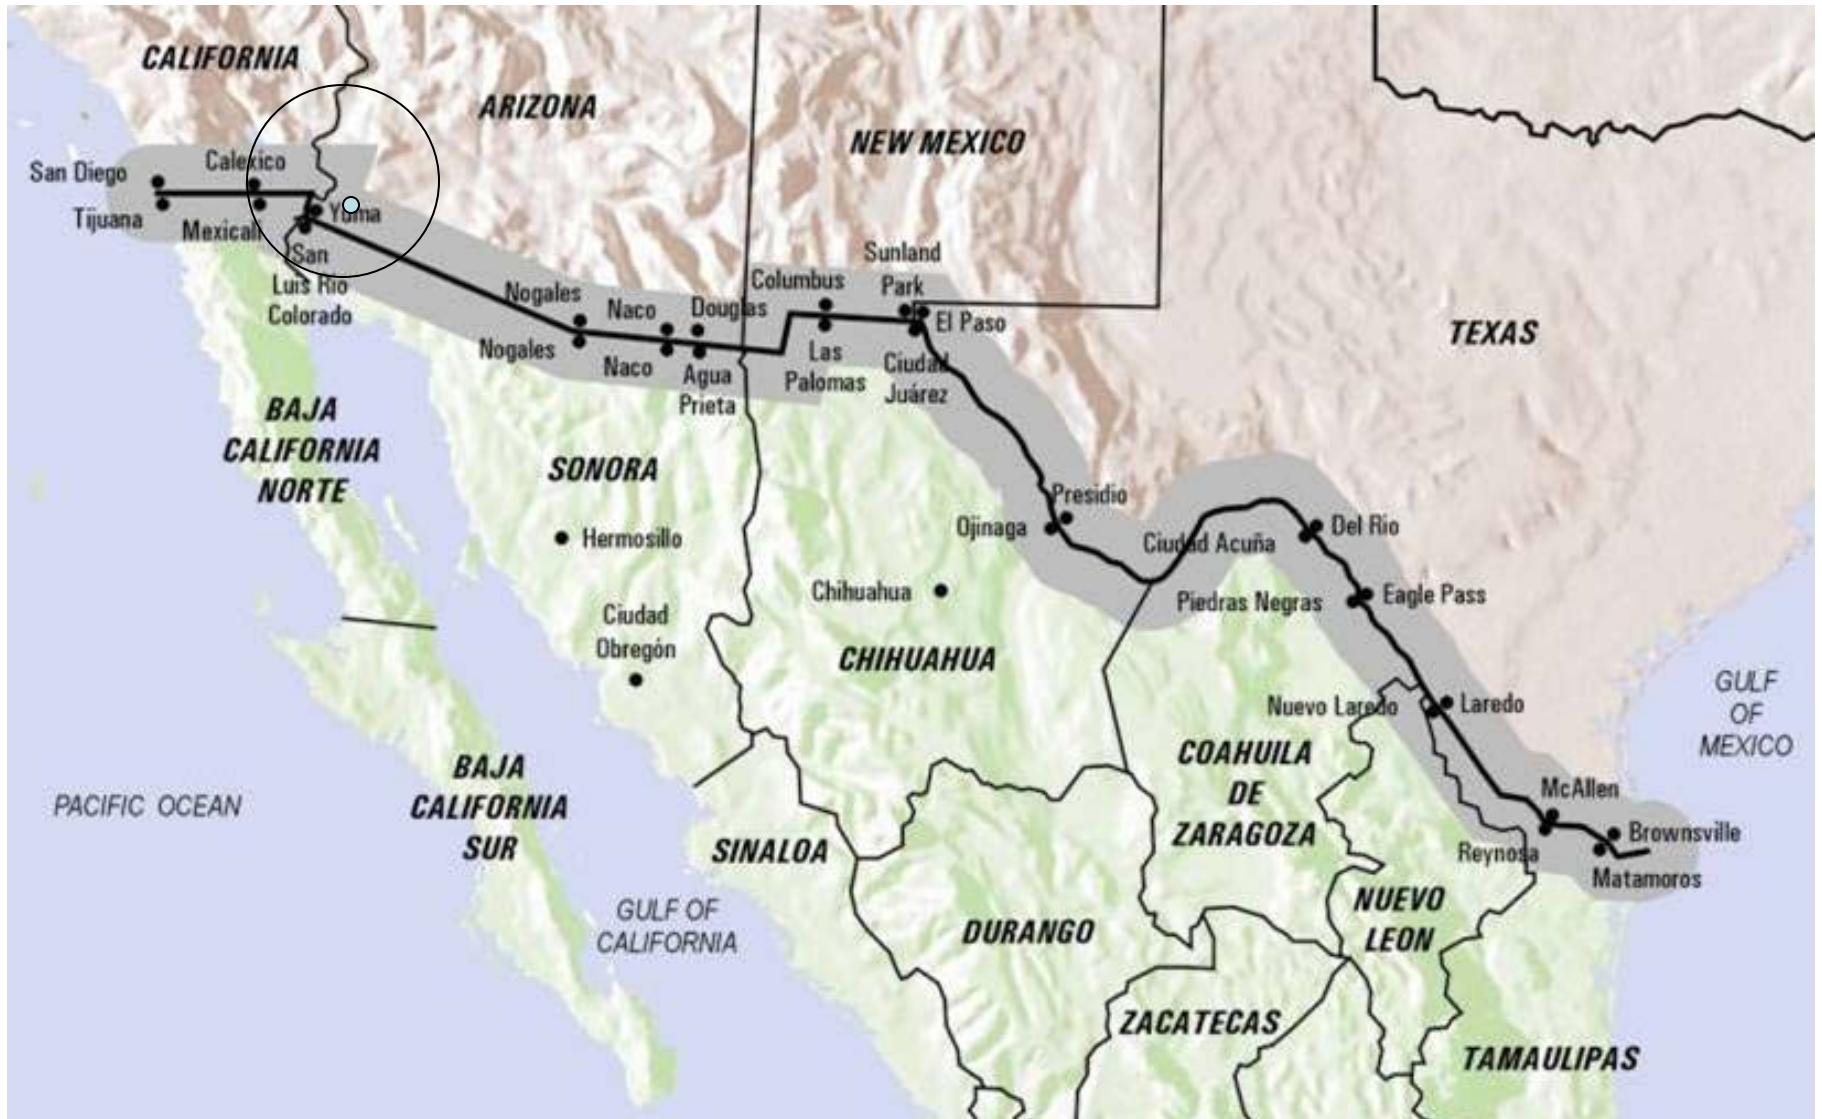 CALIFORNIA
ARIZONA
NEW MEXICO
San Diego
Calexico
Tijuana
Mexicali
Yuma
San
Luis Rio
Colorado
Nogales
Naco
Douglas
Columbus
Sunland
Park
El Paso
TEXAS
Nogales
Naco
Agua
Prieta
Las
Palomas
Ciudad
Juárez
BAJA
CALIFORNIA
NORTE
SONORA
Hermosillo
Presidio
Ojinaga
Ciudad Acuña
Del Rio
Chihuahua
Piedras Negras
Eagle Pass
Ciudad
Obregón
CHIHUAHUA
Nuevo Laredo
Laredo
GULF
OF
MEXICO
PACIFIC OCEAN
BAJA
CALIFORNIA
SUR
COAHUILA
DE
ZARAGOZA
McAllen
Brownsville
SINALOA
Reynosa
Matamoros
GULF OF
CALIFORNIA
DURANGO
NUEVO
LEON
ZACATECAS
TAMAULIPAS